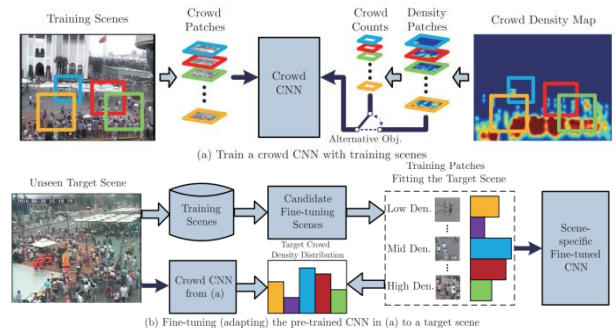 Training Scenes
Crowd Patches
Crowd Counts
Density Patches
Crowd Density Map
Crowd CNN
Alternative Obj.
(a) Train a crowd CNN with training scenes
Unseen Target Scene
Training Scenes
Candidate Fine-tuning Scenes
Training Patches Fitting the Target Scene
Low Den.
Mid Den.
High Den.
Scene-specific Fine-tuned CNN
Crowd CNN from (a)
Target Crowd Density Distribution
(b) Fine-tuning (adapting) the pre-trained CNN in (a) to a target scene